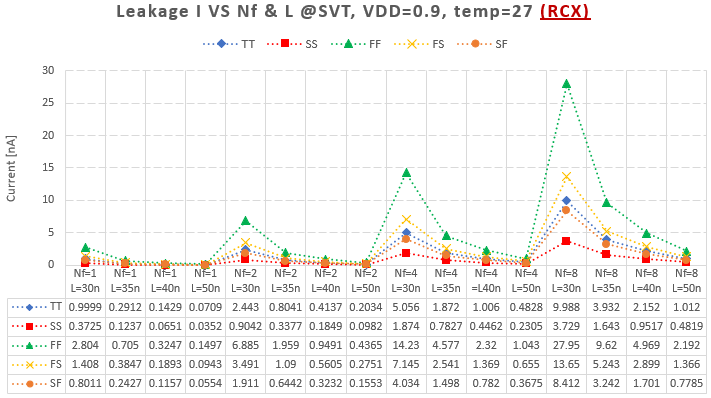 Leakage I VS Nf & L @SVT, VDD=0.9, temp=27 (RCX)
TT SS FF FS SF
30
25
20
15
10
5
0
Current [nA]
Nf=1 Nf=1 Nf=1 Nf=1 Nf=2 Nf=2 Nf=2 Nf=2 Nf=4 Nf=4 Nf=4 Nf=4 Nf=8 Nf=8 Nf=8 Nf=8
L=30n L=35n L=40n L=50n L=30n L=35n L=40n L=50n L=30n L=35n =L40n L=50n L=30n L=35n L=40n L=50n
TT 0.9999 0.2912 0.1429 0.0709 2.443 0.8041 0.4137 0.2034 5.056 1.872 1.006 0.4828 9.988 3.932 2.152 1.012
SS 0.3725 0.1237 0.0651 0.0352 0.9042 0.3377 0.1849 0.0982 1.874 0.7827 0.4462 0.2305 3.729 1.643 0.9517 0.4819
FF 2.804 0.705 0.3247 0.1497 6.885 1.959 0.9491 0.4365 14.23 4.577 2.32 1.043 27.95 9.62 4.969 2.192
FS 1.408 0.3847 0.1893 0.0943 3.491 1.09 0.5605 0.2751 7.145 2.541 1.369 0.655 13.65 5.243 2.899 1.366
SF 0.8011 0.2427 0.1157 0.0554 1.911 0.6442 0.3232 0.1553 4.034 1.498 0.782 0.3675 8.412 3.242 1.701 0.7785